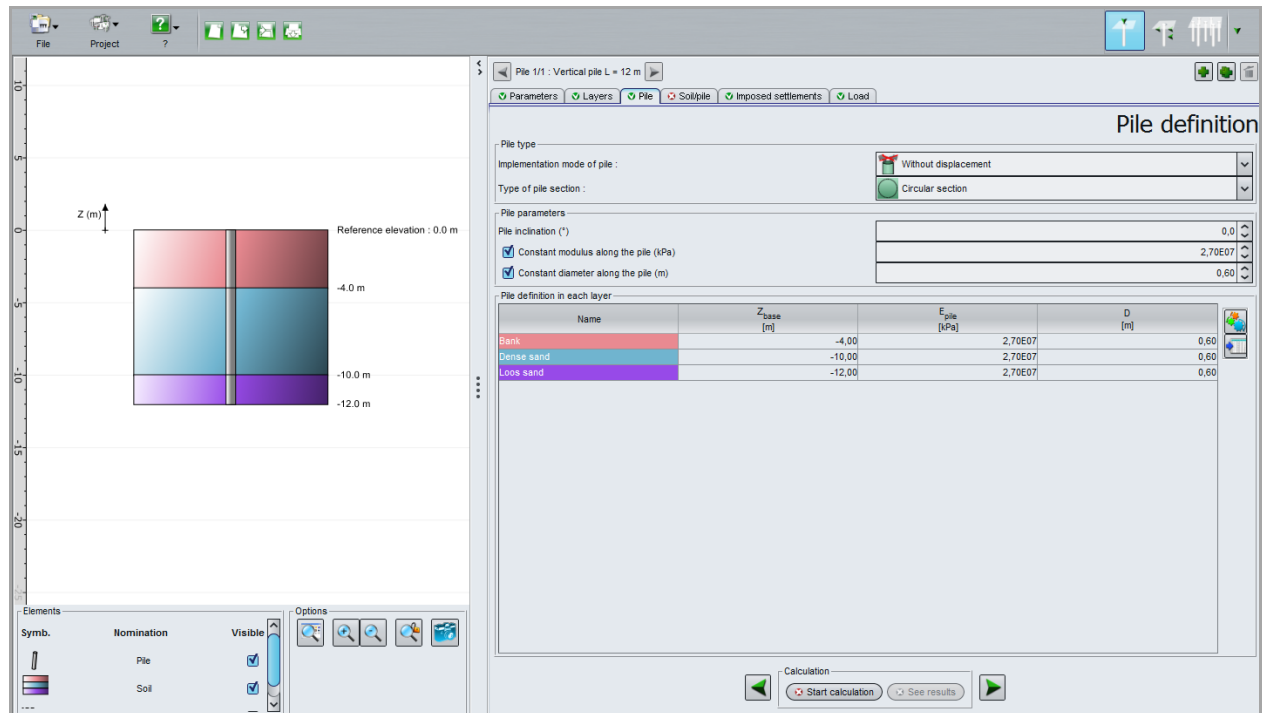 File
Project
?
?
Pile 1/1 : Vertical pile L = 12 m
Parameters
Layers
Pile
Soil/pile
Imposed settlements
Load
Pile definition
Pile type
Implementation mode of pile :
Without displacement
Type of pile section :
Circular section
Pile parameters
Pile inclination (°)
0,0
Constant modulus along the pile (kPa)
2,70E07
Constant diameter along the pile (m)
0,60
Pile definition in each layer
Name Zbase [m] Epile [kPa] D [m]
Bank -4,00 2,70E07 0,60
Dense sand -10,00 2,70E07 0,60
Loos sand -12,00 2,70E07 0,60
10
5
0
-5
-10
-15
-20
-25
Z (m)
Reference elevation : 0.0 m
-4.0 m
-10.0 m
-12.0 m
Elements
Symb. Nomination Visible
Pile
Soil
Options
Calculation
Start calculation
See results